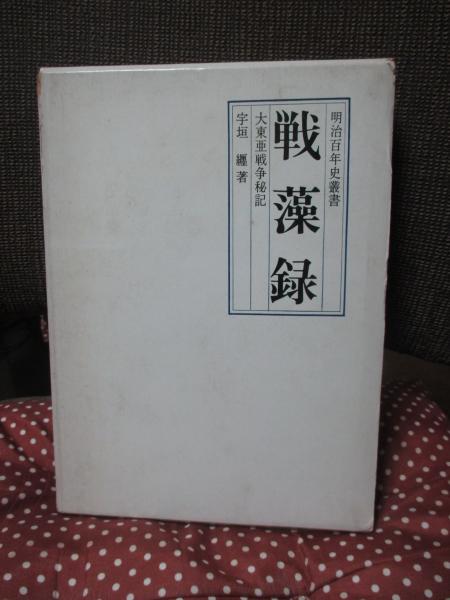 明治百年史叢書
戦藻録
大東亜戦争秘記
宇垣 纒 著